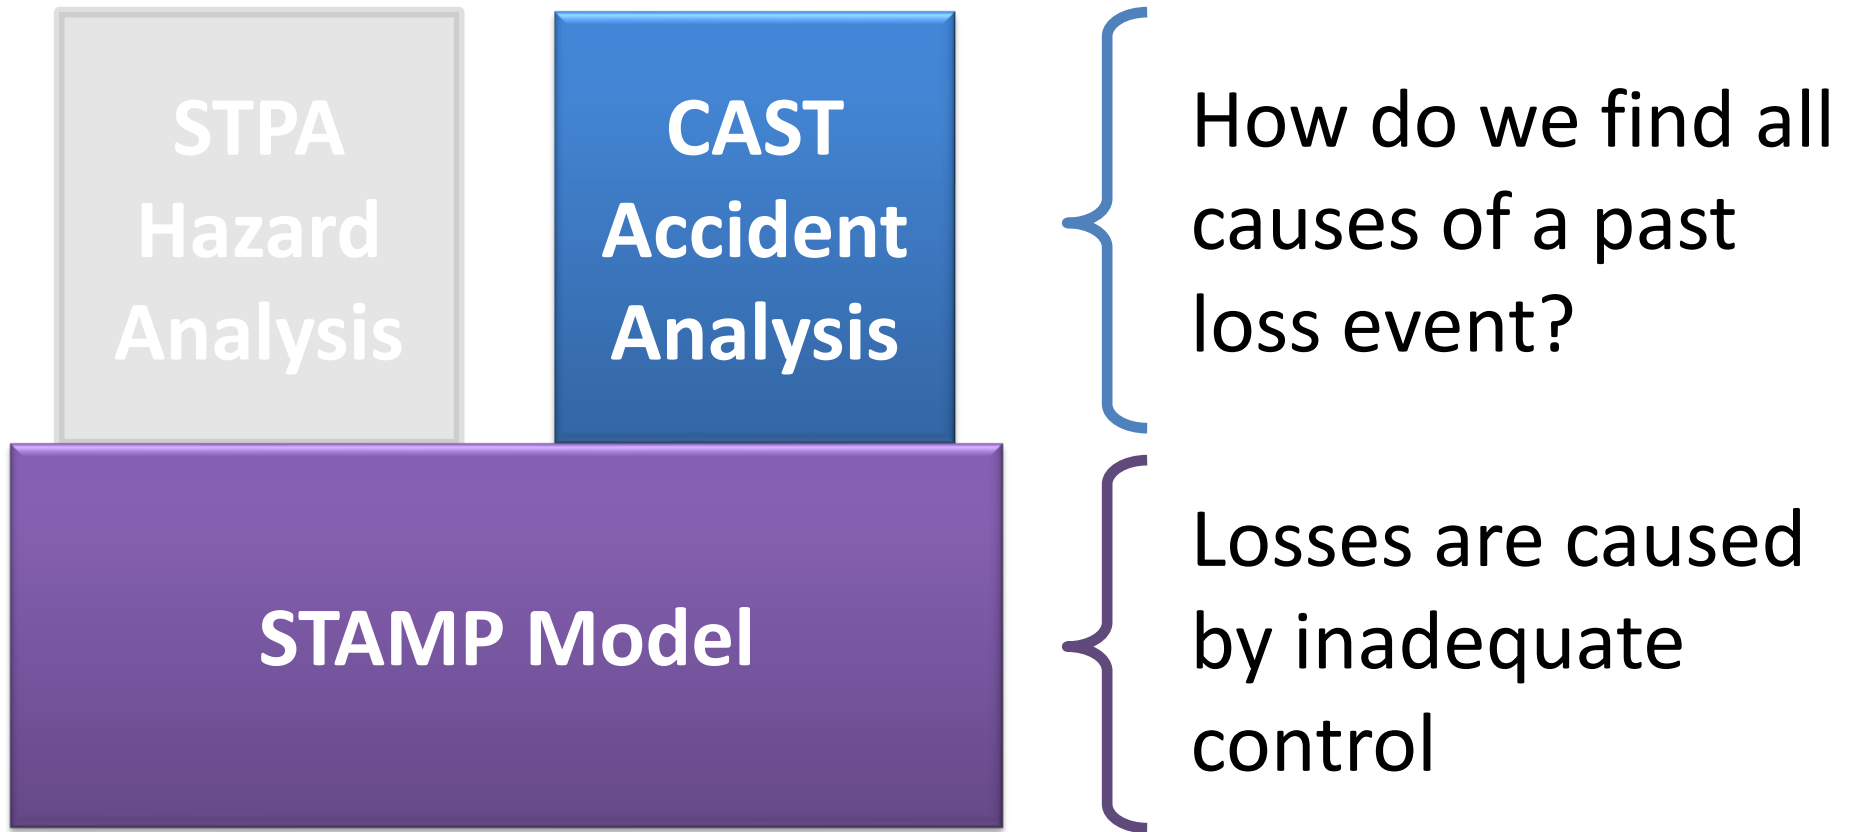 STPA
Hazard
Analysis
CAST
Accident
Analysis
How do we find all
causes of a past
loss event?
STAMP Model
Losses are caused
by inadequate
control